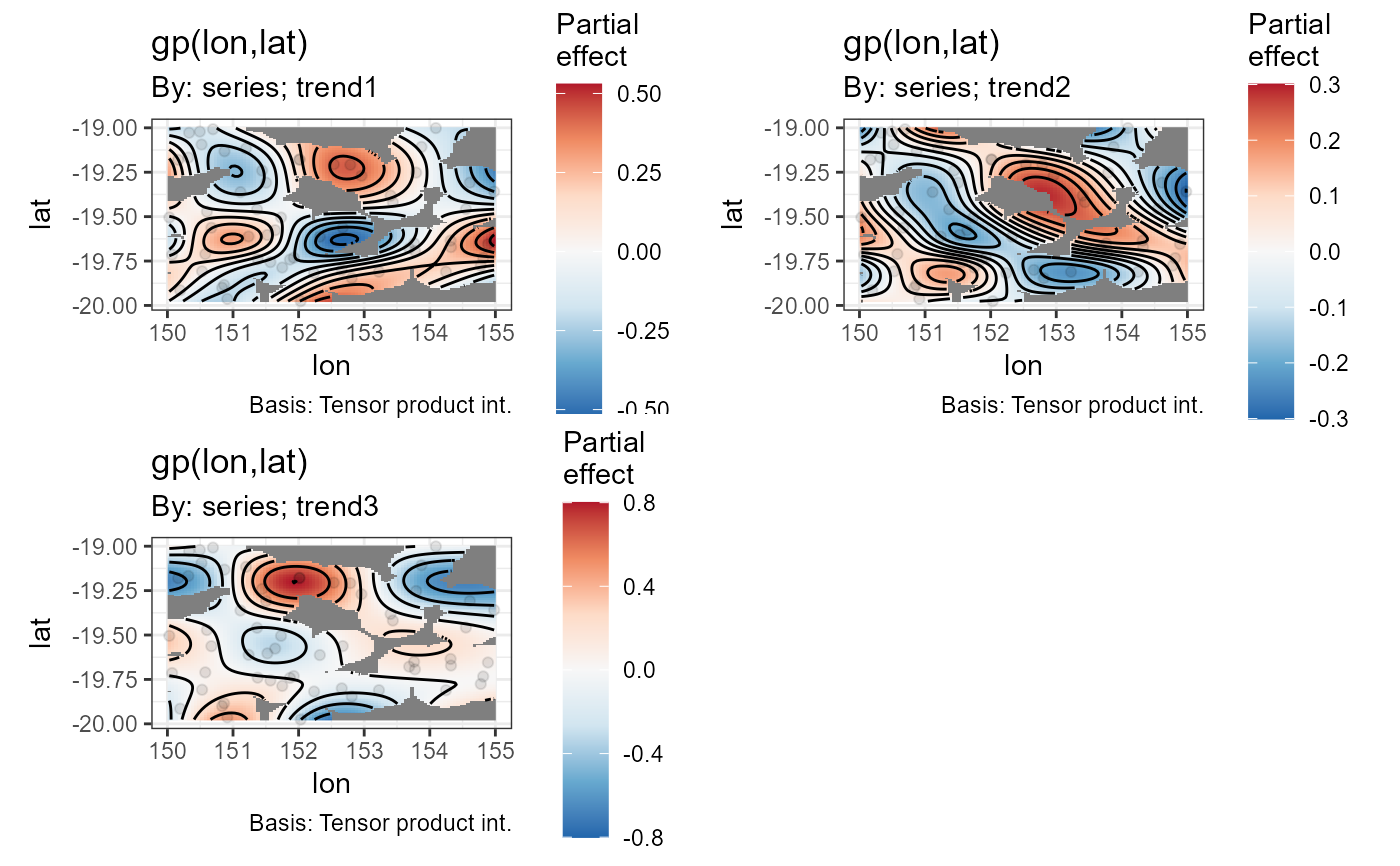 gp(lon,lat)
By: series; trend1
Partial
effect
0.50
0.25
0.00
-0.25
-0.50
-19.00
-19.25
-19.50
-19.75
-20.00
lat
150 151 152 153 154 155
lon
Basis: Tensor product int.
gp(lon,lat)
By: series; trend2
Partial
effect
0.3
0.2
0.1
0.0
-0.1
-0.2
-0.3
-19.00
-19.25
-19.50
-19.75
-20.00
lat
150 151 152 153 154 155
lon
Basis: Tensor product int.
gp(lon,lat)
By: series; trend3
Partial
effect
0.8
0.4
0.0
-0.4
-0.8
-19.00
-19.25
-19.50
-19.75
-20.00
lat
150 151 152 153 154 155
lon
Basis: Tensor product int.